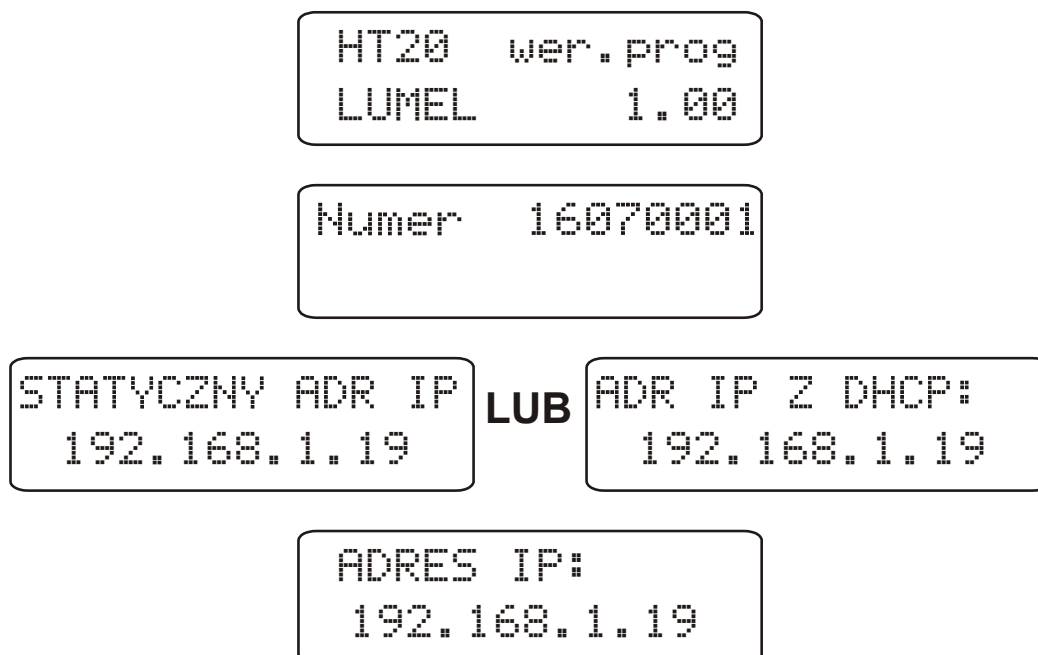 HT20 wer.prog
LUMEL 1.00
Numer 16070001
STATYCZNY ADR IP
192.168.1.19
LUB
ADR IP Z DHCP:
192.168.1.19
ADRES IP:
192.168.1.19